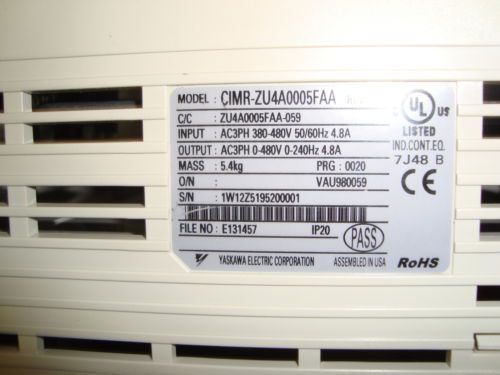 MODEL : CIMR-ZU4A0005FAA
C/C : ZU4A0005FAA-059
INPUT : AC3PH 380-480V 50/60Hz 4.8A
OUTPUT : AC3PH 0-480V 0-240Hz 4.8A
MASS : 5.4kg PRG : 0020
O/N : VAU980059
S/N : 1W12Z5195200001
FILE NO : E131457 IP20
YASKAWA ELECTRIC CORPORATION ASSEMBLED IN USA
C UL US
LISTED
IND.CONT.EQ.
7J48 B
CE
PASS
RoHS